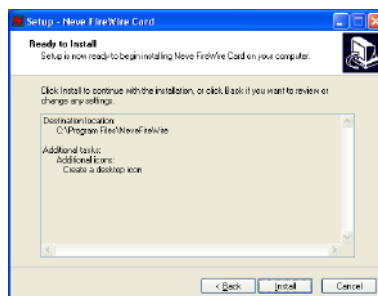 Setup - Neve FireWire Card
Ready to Install
Setup is now ready to begin installing Neve FireWire Card on your computer.
Click Install to continue with the installation, or click Back if you want to review or
change any settings.
Destination location:
C:\Program Files\NeveFireWire
Additional tasks:
Additional icons:
Create a desktop icon
< Back
Install
Cancel